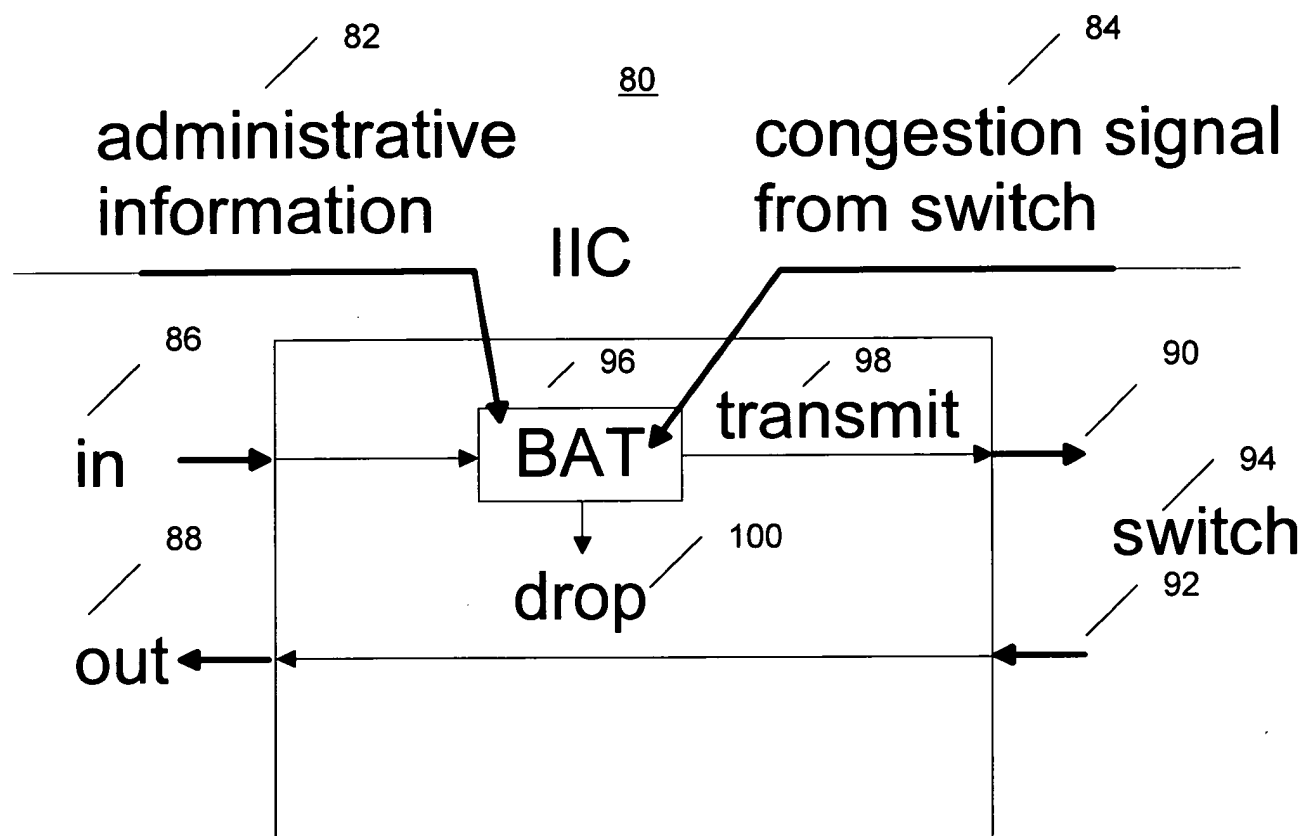 82
84
80
administrative
information
congestion signal
from switch
IIC
86
96
98
90
transmit
in
BAT
94
switch
88
100
92
drop
out